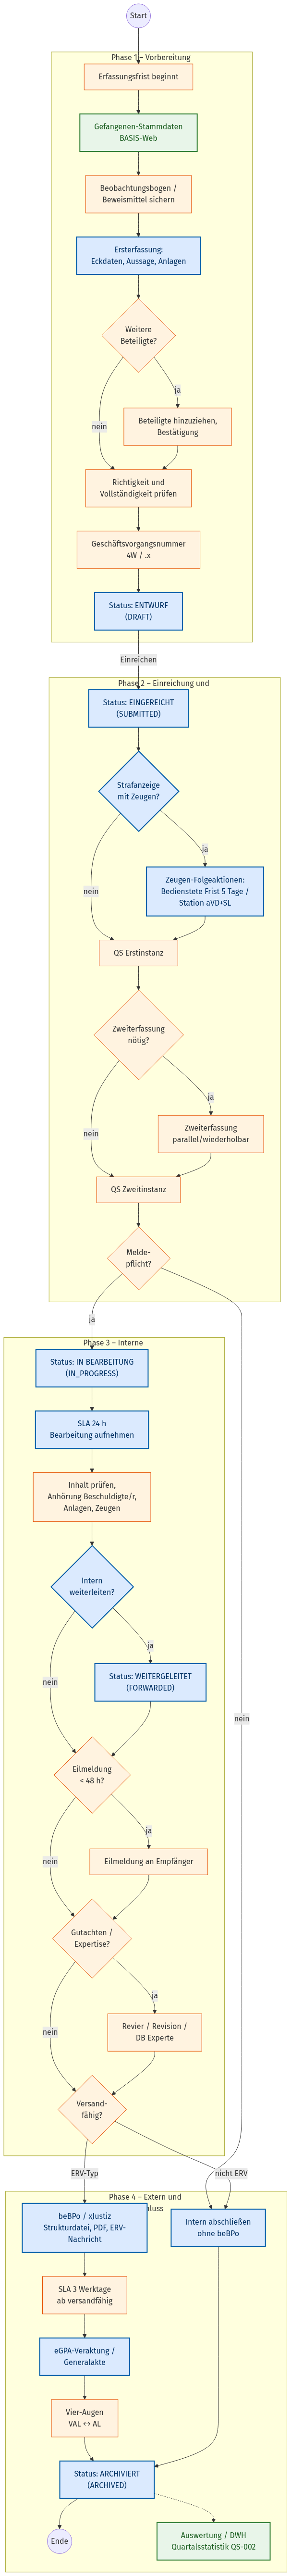 Start
Phase 1 – Vorbereitung
Erfassungsfrist beginnt
Gefangenen-Stammdaten
BASIS-Web
Beobachtungsbogen /
Beweismittel sichern
Ersterfassung:
Eckdaten, Aussage, Anlagen
Weitere
Beteiligte?
ja
nein
Beteiligte hinzuziehen,
Bestätigung
Richtigkeit und
Vollständigkeit prüfen
Geschäftsvorgangsnummer
4W / .x
Status: ENTWURF
(DRAFT)
Einreichen
Phase 2 – Einreichung und
Status: EINGEREICHT
(SUBMITTED)
Strafanzeige
mit Zeugen?
ja
nein
Zeugen-Folgeaktionen:
Bedienstete Frist 5 Tage /
Station aVD+SL
QS Erstinstanz
Zweiterfassung
nötig?
ja
nein
Zweiterfassung
parallel/wiederholbar
QS Zweitinstanz
Melde-
pflicht?
ja
Phase 3 – Interne
Status: IN BEARBEITUNG
(IN_PROGRESS)
SLA 24 h
Bearbeitung aufnehmen
Inhalt prüfen,
Anhörung Beschuldigte/r,
Anlagen, Zeugen
Intern
weiterleiten?
ja
nein
Status: WEITERGELEITET
(FORWARDED)
nein
Eilmeldung
< 48 h?
ja
nein
Eilmeldung an Empfänger
Gutachten /
Expertise?
ja
nein
Revier / Revision /
DB Experte
Versand-
fähig?
ERV-Typ
nicht ERV
Phase 4 – Extern und
luss
beBPo / xJustiz
Strukturdatei, PDF, ERV-
Nachricht
Intern abschließen
ohne beBPo
SLA 3 Werktage
ab versandfähig
eGPA-Veraktung /
Generalakte
Vier-Augen
VAL ↔ AL
Status: ARCHIVIERT
(ARCHIVED)
Ende
Auswertung / DWH
Quartalsstatistik QS-002